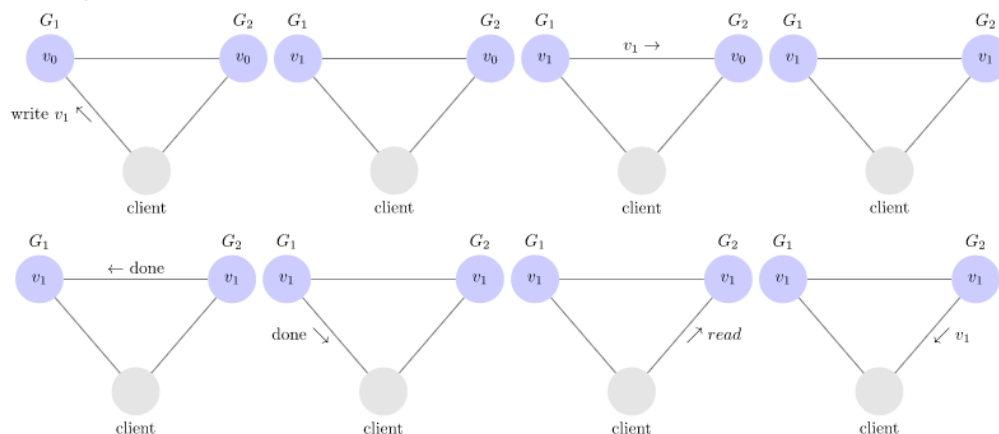 G₁ G₂ G₁ G₂ G₁ G₂ G₁ G₂
v₀ v₀ v₁ v₀ v₁ v₁ → v₀ v₁ v₁
write v₁ ↖
client client client client
G₁ G₂ G₁ G₂ G₁ G₂ G₁ G₂
v₁ ← done v₁ v₁ v₁ v₁ v₁ v₁ v₁
done ↘ ↗ read ↙ v₁
client client client client